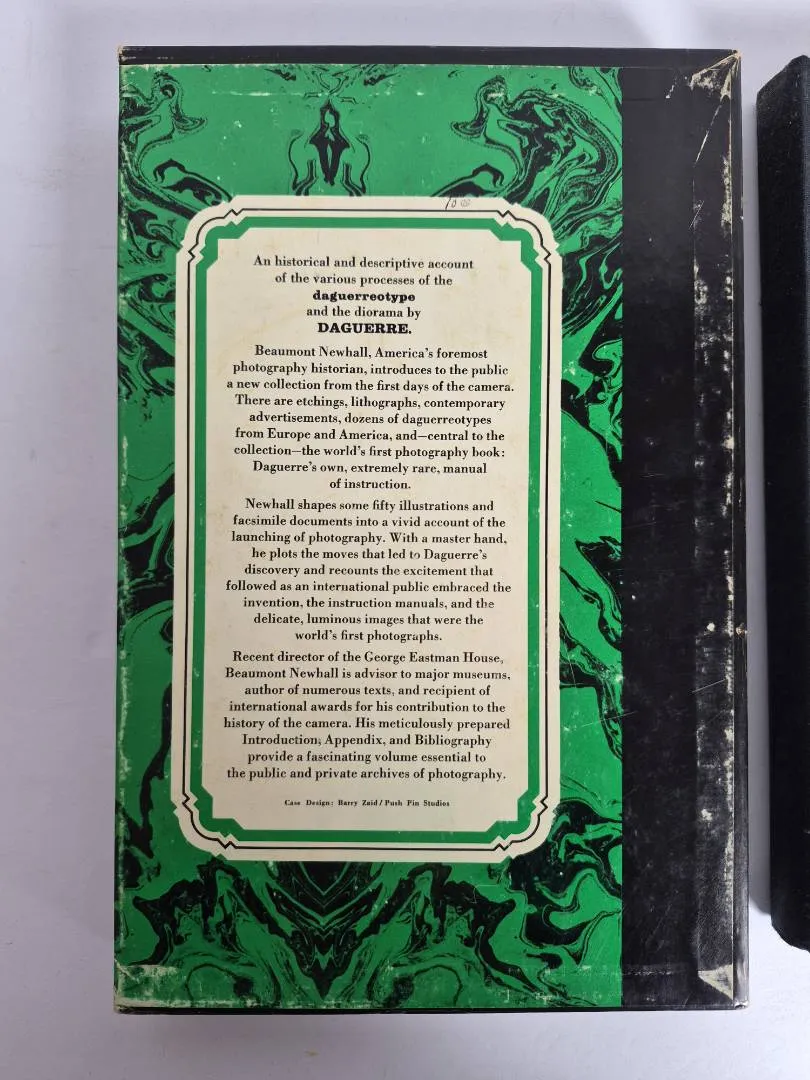 10 00
An historical and descriptive account
of the various processes of the
daguerreotype
and the diorama by
DAGUERRE.
Beaumont Newhall, America's foremost
photography historian, introduces to the public
a new collection from the first days of the camera.
There are etchings, lithographs, contemporary
advertisements, dozens of daguerreotypes
from Europe and America, and—central to the
collection—the world's first photography book:
Daguerre's own, extremely rare, manual
of instruction.
Newhall shapes some fifty illustrations and
facsimile documents into a vivid account of the
launching of photography. With a master hand,
he plots the moves that led to Daguerre's
discovery and recounts the excitement that
followed as an international public embraced the
invention, the instruction manuals, and the
delicate, luminous images that were the
world's first photographs.
Recent director of the George Eastman House,
Beaumont Newhall is advisor to major museums,
author of numerous texts, and recipient of
international awards for his contribution to the
history of the camera. His meticulously prepared
Introduction, Appendix, and Bibliography
provide a fascinating volume essential to
the public and private archives of photography.
Case Design: Barry Zaid / Push Pin Studios